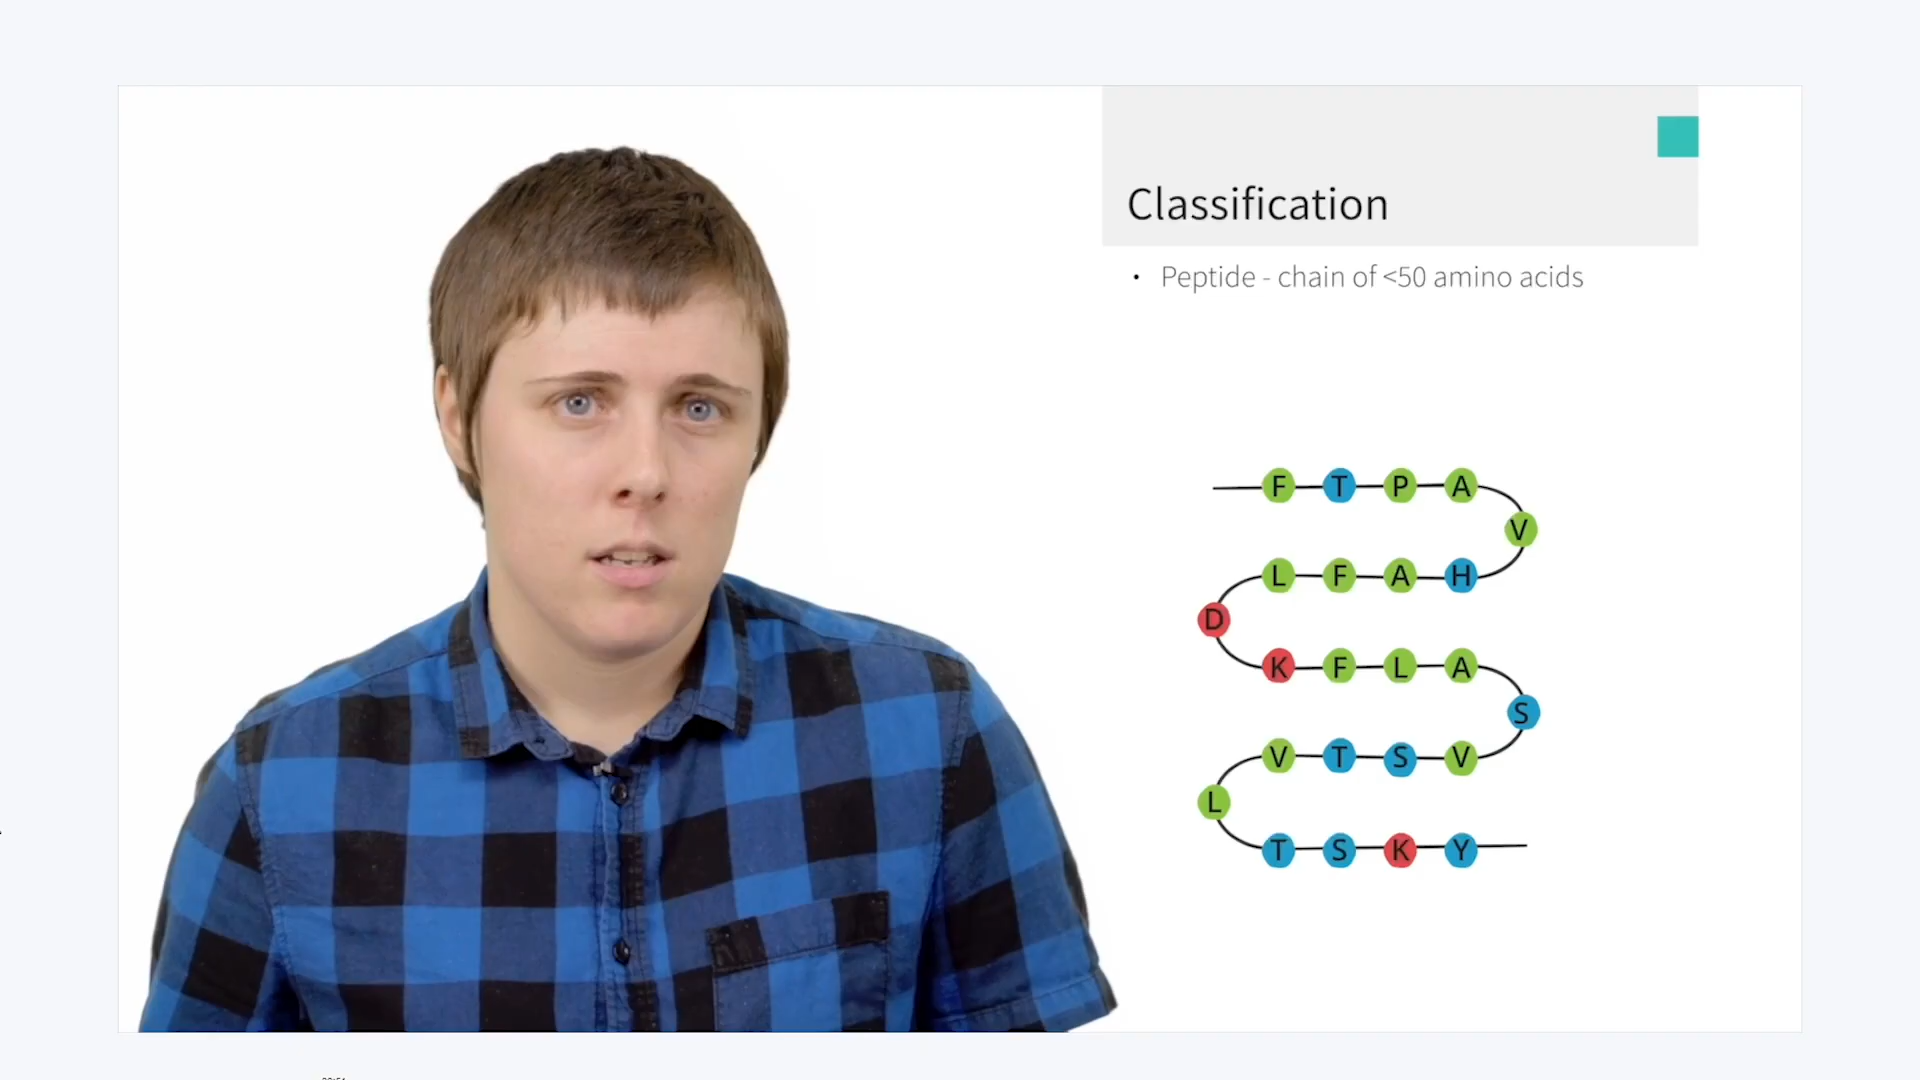 Classification
• Peptide - chain of <50 amino acids
F T P A
V
L F A H
D
K F L A
S
V T S V
L
T S K Y